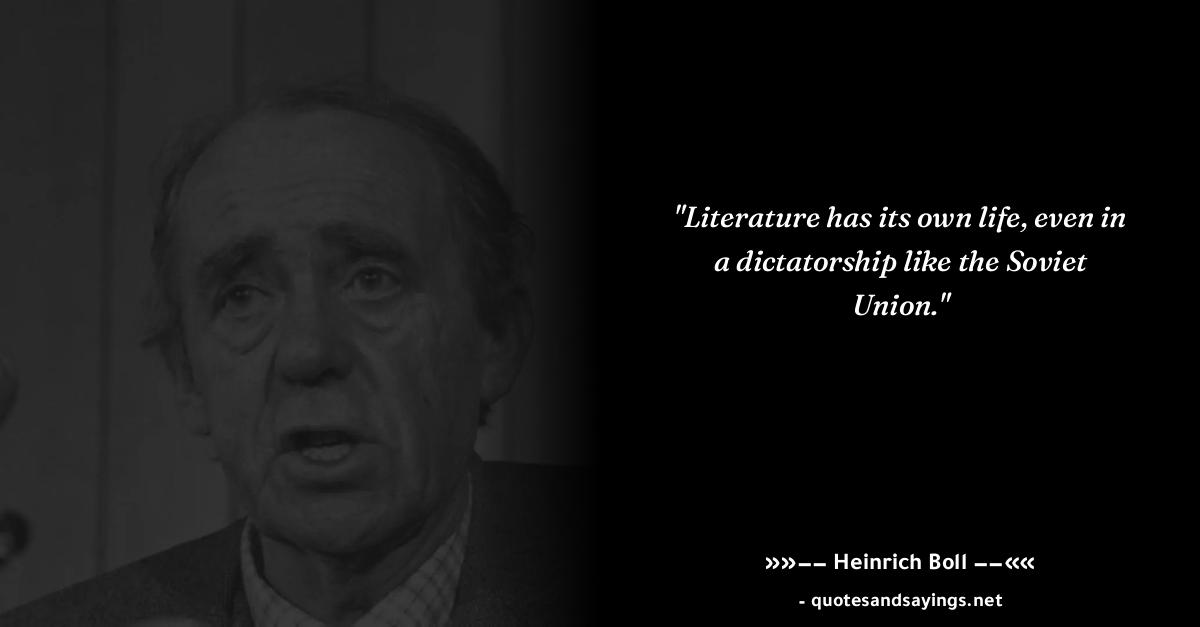 "Literature has its own life, even in
a dictatorship like the Soviet
Union."
»»—— Heinrich Boll ——««
- quotesandsayings.net